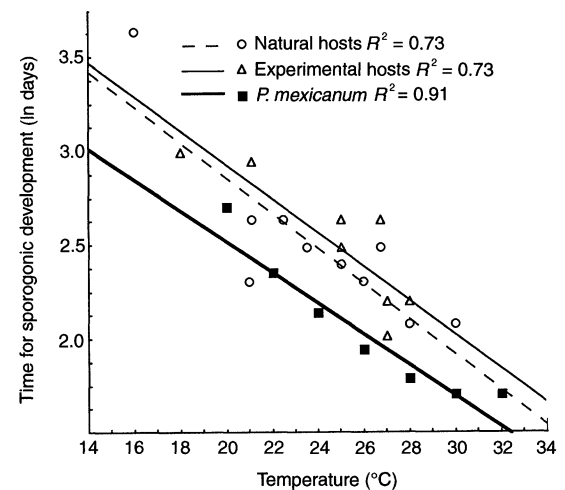 Natural hosts R² = 0.73
Experimental hosts R² = 0.73
P. mexicanum R² = 0.91
Time for sporogonic development (ln days)
3.5
3.0
2.5
2.0
14 16 18 20 22 24 26 28 30 32 34
Temperature (°C)